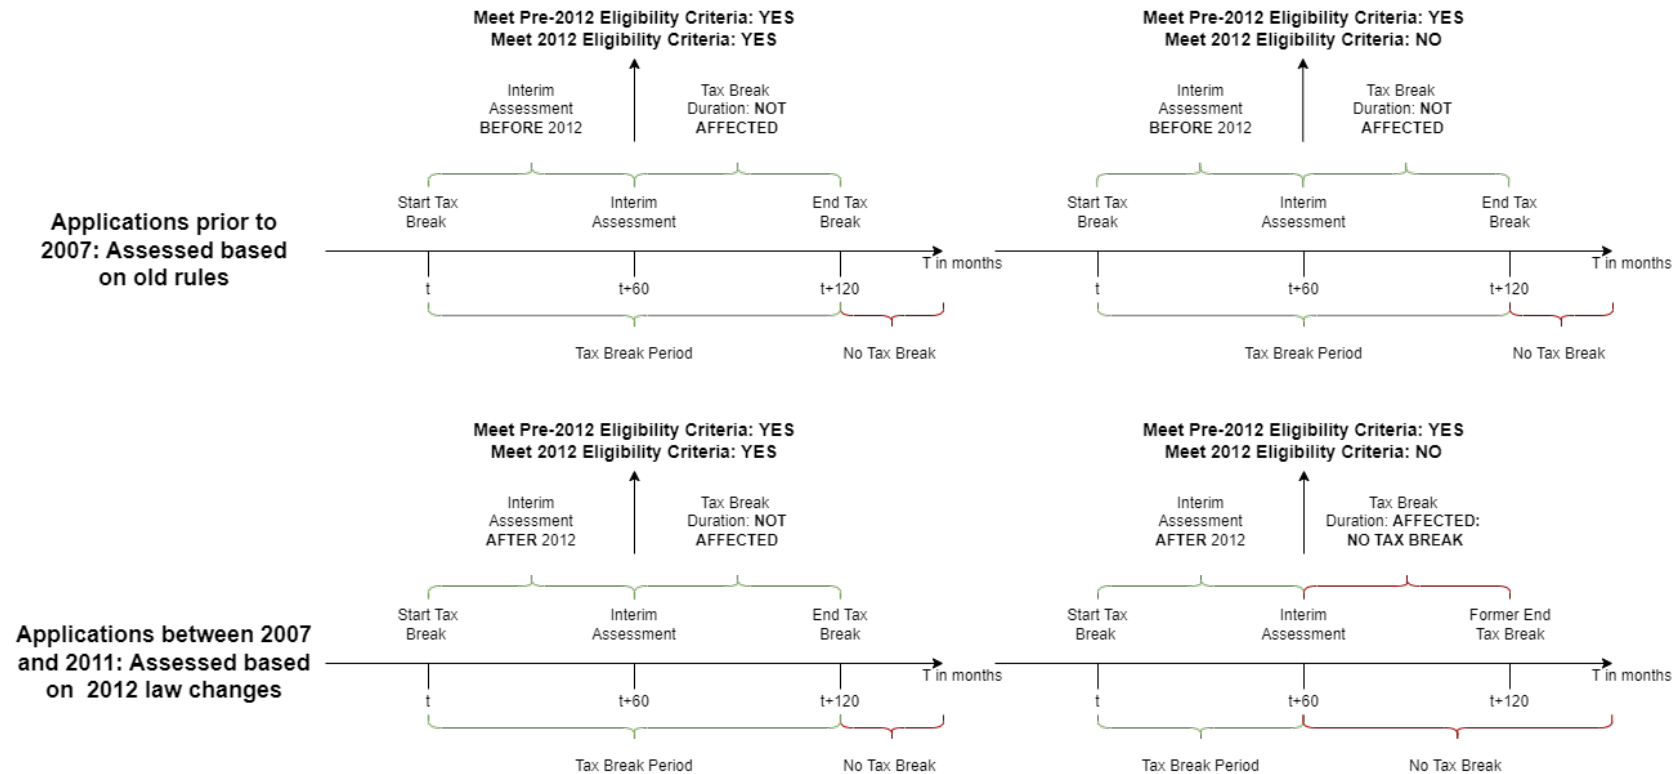 Meet Pre-2012 Eligibility Criteria: YES
Meet 2012 Eligibility Criteria: YES
Interim
Assessment
BEFORE 2012
Tax Break
Duration: NOT
AFFECTED
Start Tax
Break
Interim
Assessment
End Tax
Break
Applications prior to
2007: Assessed based
on old rules
T in months
t
t+60
t+120
Tax Break Period
No Tax Break
Meet Pre-2012 Eligibility Criteria: YES
Meet 2012 Eligibility Criteria: NO
Interim
Assessment
BEFORE 2012
Tax Break
Duration: NOT
AFFECTED
Start Tax
Break
Interim
Assessment
End Tax
Break
T in months
t
t+60
t+120
Tax Break Period
No Tax Break
Meet Pre-2012 Eligibility Criteria: YES
Meet 2012 Eligibility Criteria: YES
Interim
Assessment
AFTER 2012
Tax Break
Duration: NOT
AFFECTED
Start Tax
Break
Interim
Assessment
End Tax
Break
Applications between 2007
and 2011: Assessed based
on 2012 law changes
T in months
t
t+60
t+120
Tax Break Period
No Tax Break
Meet Pre-2012 Eligibility Criteria: YES
Meet 2012 Eligibility Criteria: NO
Interim
Assessment
AFTER 2012
Tax Break
Duration: AFFECTED:
NO TAX BREAK
Start Tax
Break
Interim
Assessment
Former End
Tax Break
T in months
t
t+60
t+120
Tax Break Period
No Tax Break